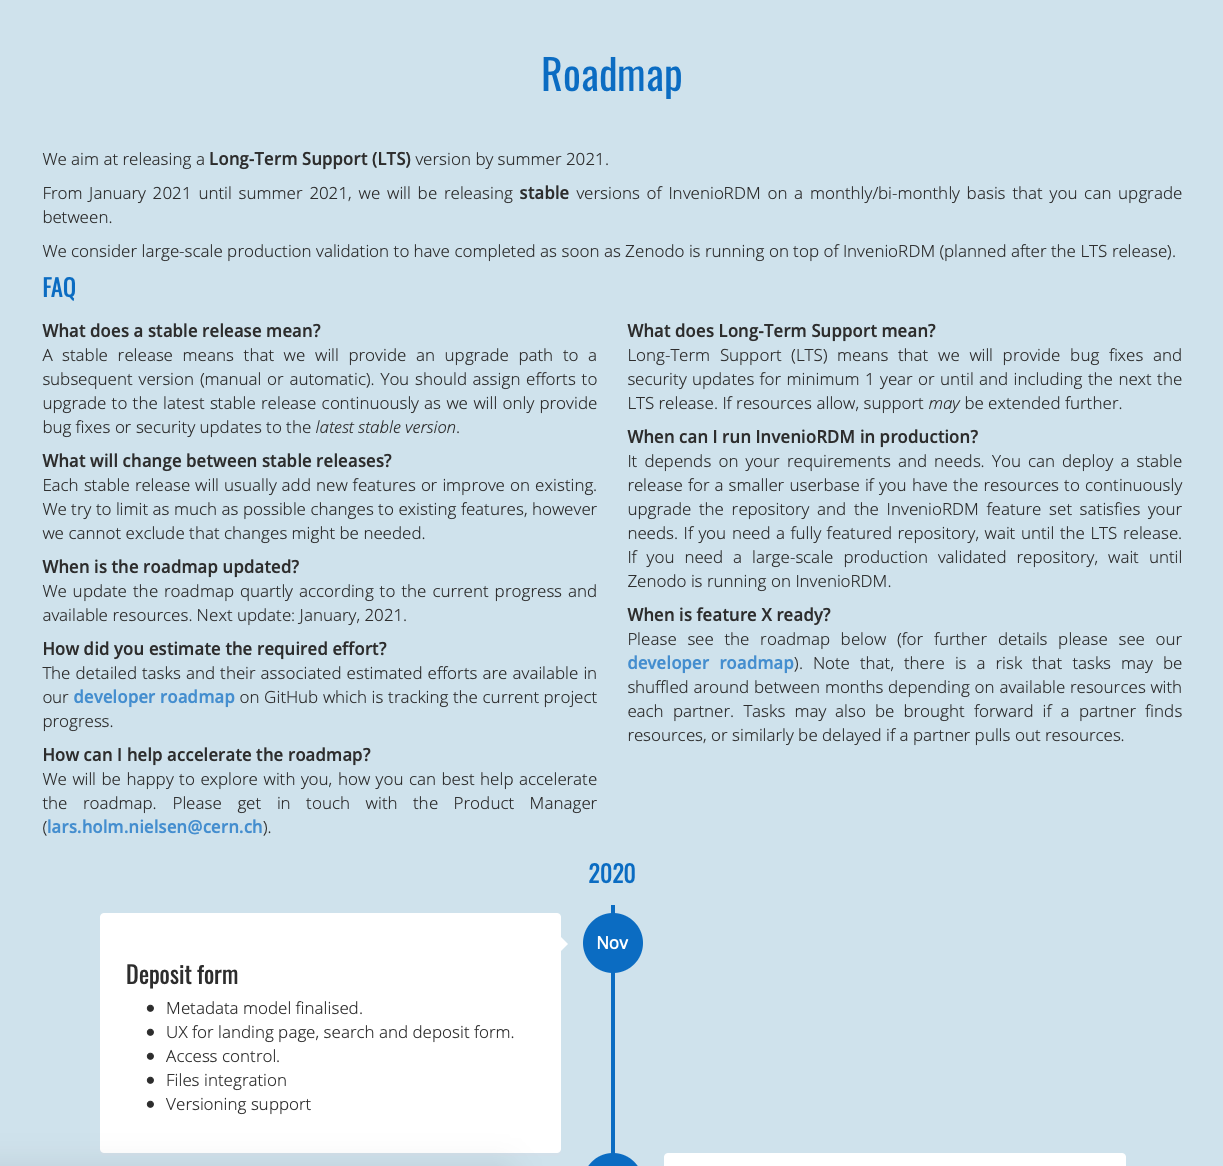 Roadmap
We aim at releasing a Long-Term Support (LTS) version by summer 2021.
From January 2021 until summer 2021, we will be releasing stable versions of InvenioRDM on a monthly/bi-monthly basis that you can upgrade
between.
We consider large-scale production validation to have completed as soon as Zenodo is running on top of InvenioRDM (planned after the LTS release).
FAQ
What does a stable release mean?
A stable release means that we will provide an upgrade path to a
subsequent version (manual or automatic). You should assign efforts to
upgrade to the latest stable release continuously as we will only provide
bug fixes or security updates to the latest stable version.
What will change between stable releases?
Each stable release will usually add new features or improve on existing.
We try to limit as much as possible changes to existing features, however
we cannot exclude that changes might be needed.
When is the roadmap updated?
We update the roadmap quartly according to the current progress and
available resources. Next update: January, 2021.
How did you estimate the required effort?
The detailed tasks and their associated estimated efforts are available in
our developer roadmap on GitHub which is tracking the current project
progress.
How can I help accelerate the roadmap?
We will be happy to explore with you, how you can best help accelerate
the roadmap. Please get in touch with the Product Manager
(lars.holm.nielsen@cern.ch).
What does Long-Term Support mean?
Long-Term Support (LTS) means that we will provide bug fixes and
security updates for minimum 1 year or until and including the next the
LTS release. If resources allow, support may be extended further.
When can I run InvenioRDM in production?
It depends on your requirements and needs. You can deploy a stable
release for a smaller userbase if you have the resources to continuously
upgrade the repository and the InvenioRDM feature set satisfies your
needs. If you need a fully featured repository, wait until the LTS release.
If you need a large-scale production validated repository, wait until
Zenodo is running on InvenioRDM.
When is feature X ready?
Please see the roadmap below (for further details please see our
developer roadmap). Note that, there is a risk that tasks may be
shuffled around between months depending on available resources with
each partner. Tasks may also be brought forward if a partner finds
resources, or similarly be delayed if a partner pulls out resources.
2020
Nov
Deposit form
Metadata model finalised.
UX for landing page, search and deposit form.
Access control.
Files integration
Versioning support